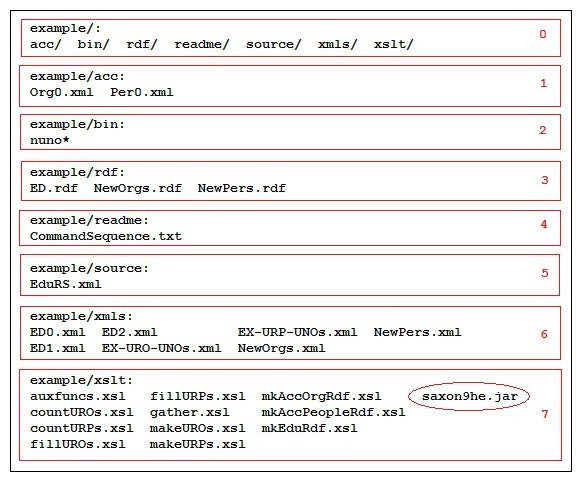 example/:
acc/ bin/ rdf/ readme/ source/ xmls/ xslt/ 0
example/acc:
Org0.xml Per0.xml 1
example/bin:
nuno* 2
example/rdf:
ED.rdf NewOrgs.rdf NewPers.rdf 3
example/readme:
CommandSequence.txt 4
example/source:
EduRS.xml 5
example/xmls:
ED0.xml ED2.xml EX-URP-UNOs.xml NewPers.xml
ED1.xml EX-URO-UNOs.xml NewOrgs.xml 6
example/xslt:
auxfuncs.xsl fillURPs.xsl mkAccOrgRdf.xsl saxon9he.jar
countUROs.xsl gather.xsl mkAccPeopleRdf.xsl 7
countURPs.xsl makeUROs.xsl mkEduRdf.xsl
fillUROs.xsl makeURPs.xsl